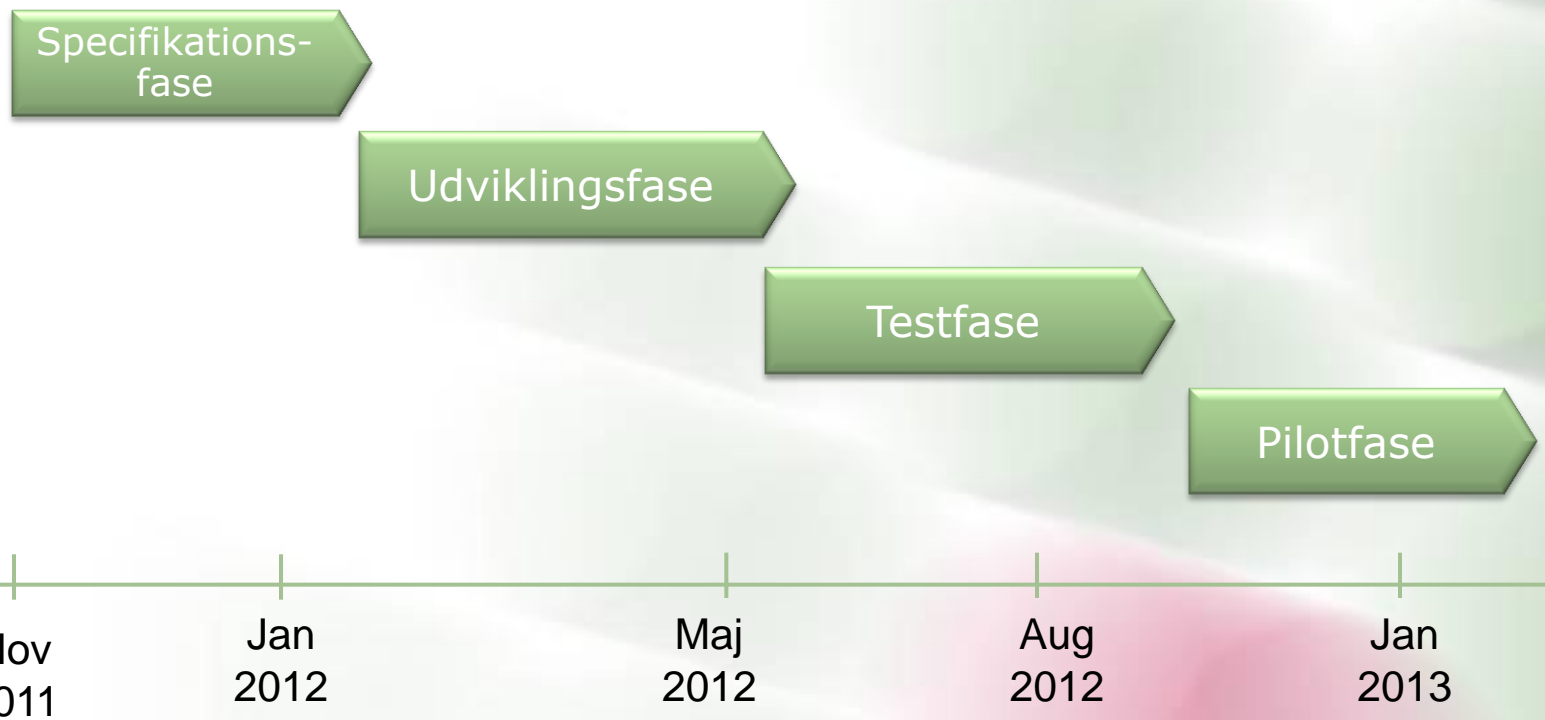 Specifikations-
fase
Udviklingsfase
Testfase
Pilotfase
Jan
2012
Maj
2012
Aug
2012
Jan
2013